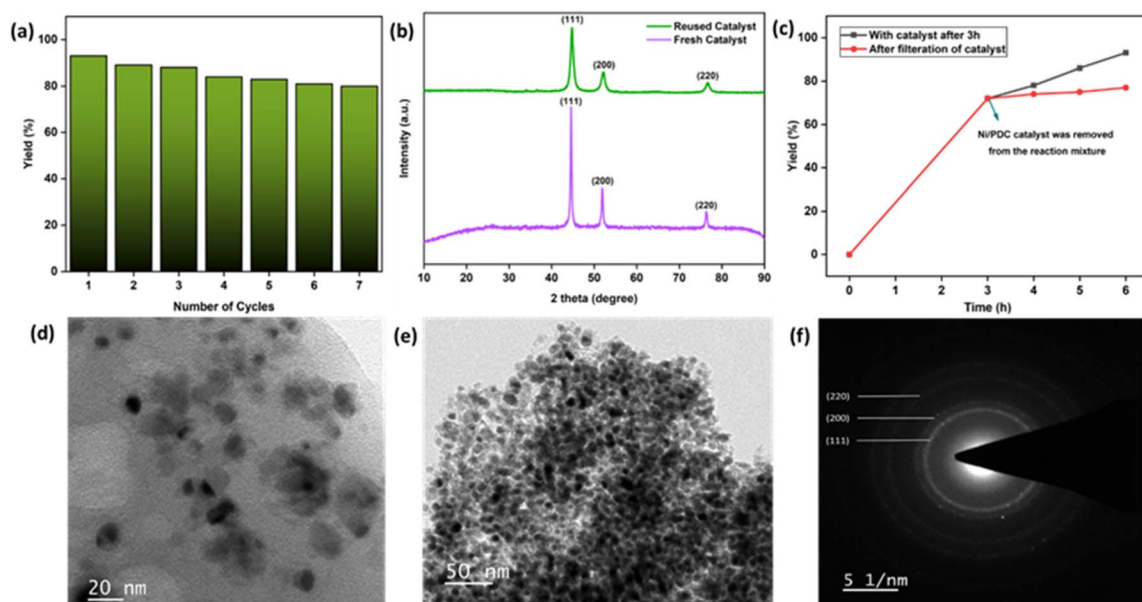 (a)
100
80
60
40
20
0
Yield (%)
1 2 3 4 5 6 7
Number of Cycles
(b)
Reused Catalyst
Fresh Catalyst
(111)
(200)
(220)
(111)
(200)
(220)
Intensity (a.u.)
10 20 30 40 50 60 70 80 90
2 theta (degree)
(c)
With catalyst after 3h
After filteration of catalyst
100
80
60
40
20
0
Yield (%)
Ni/PDC catalyst was removed
from the reaction mixture
0 1 2 3 4 5 6
Time (h)
(d)
20 nm
(e)
50 nm
(f)
(220)
(200)
(111)
5 1/nm